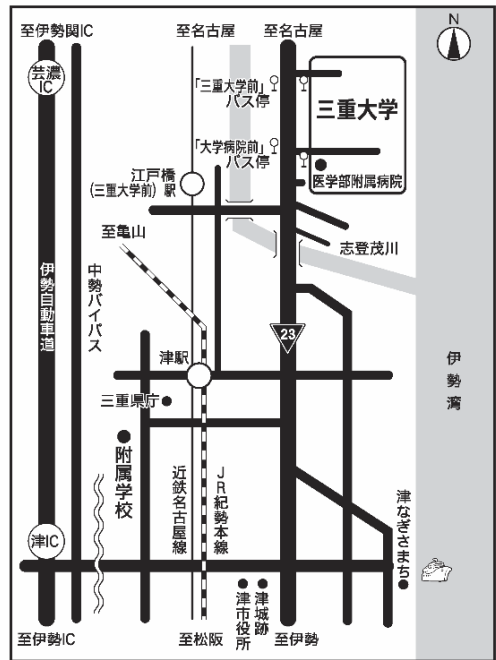 至伊勢関IC
至名古屋
至名古屋
N
芸濃
IC
「三重大学前」
バス停
三重大学
「大学病院前」
バス停
江戸橋
(三重大学前)駅
医学部附属病院
至亀山
志登茂川
伊勢自動車道
中勢バイパス
23
津駅
伊勢湾
三重県庁
附属学校
近鉄名古屋線
JR紀勢本線
津なぎさまち
津IC
至伊勢IC
至松阪
津市役所
津城跡
至伊勢